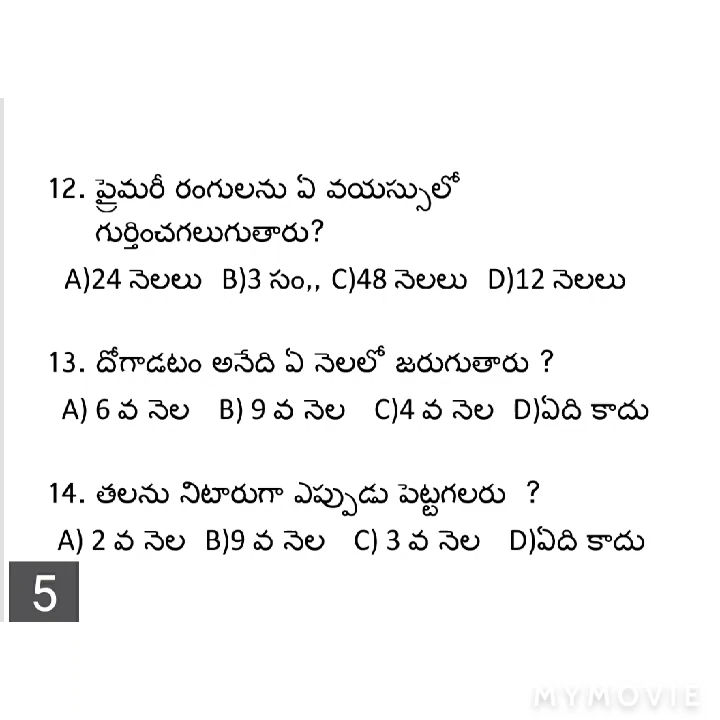 12. ప్రైమరీ రంగులను ఏ వయస్సులో
గుర్తించగలుగుతారు?
A)24 నెలలు B)3 సం,, C)48 నెలలు D)12 నెలలు
13. దోగాడటం అనేది ఏ నెలలో జరుగుతారు ?
A) 6 వ నెల B) 9 వ నెల C)4 వ నెల D)ఏది కాదు
14. తలను నిటారుగా ఎప్పుడు పెట్టగలరు ?
A) 2 వ నెల B)9 వ నెల C) 3 వ నెల D)ఏది కాదు
5
MYMOVIE